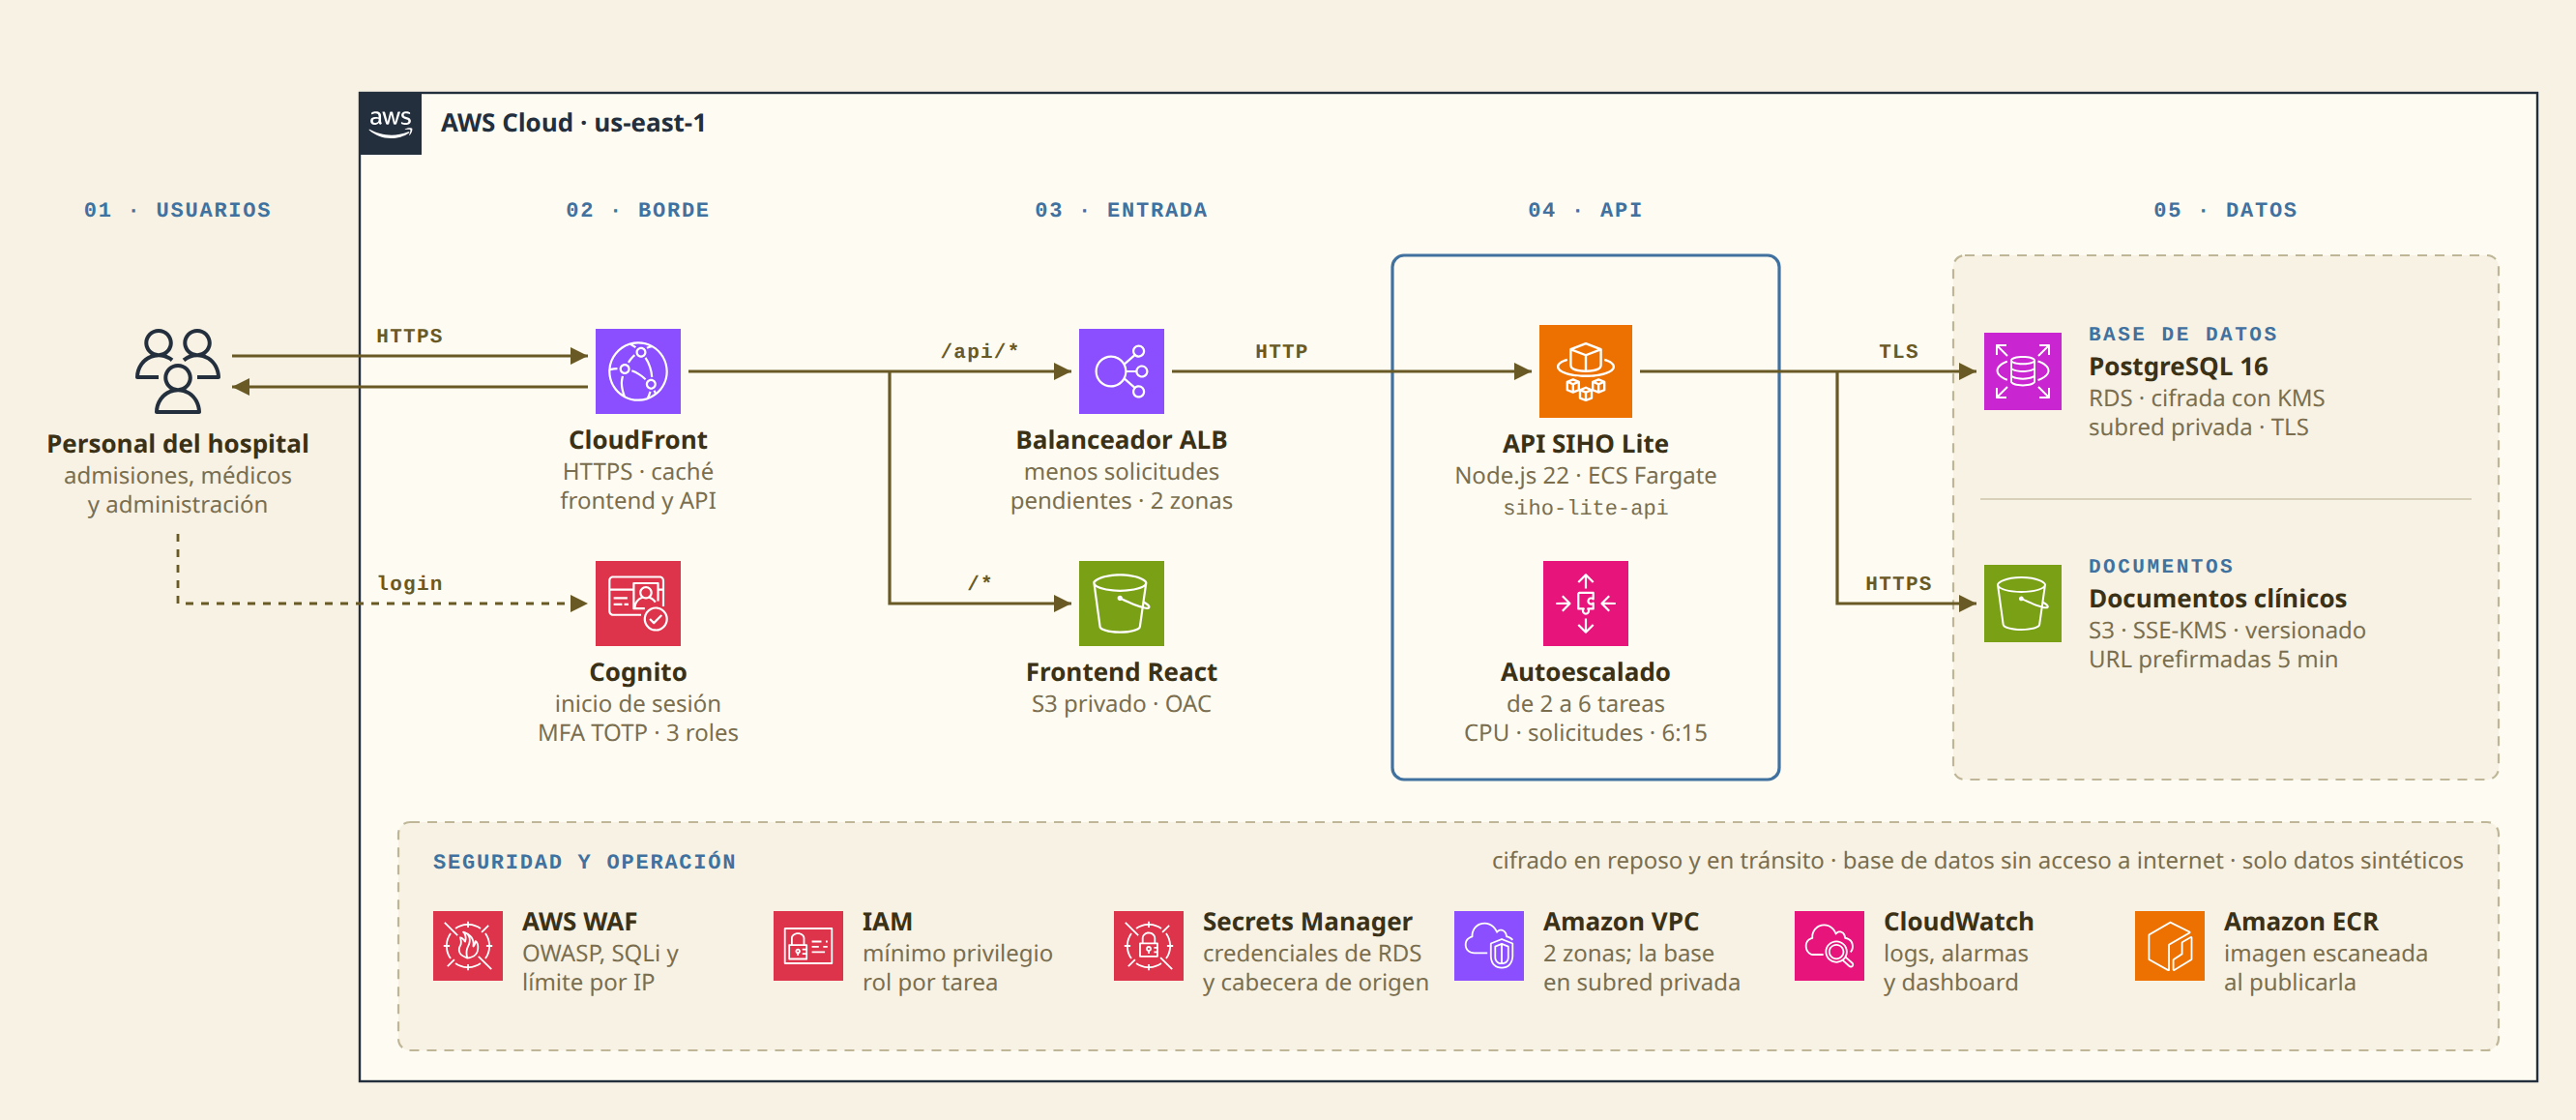 aws
AWS Cloud · us-east-1
01 · USUARIOS
02 · BORDE
03 · ENTRADA
04 · API
05 · DATOS
Personal del hospital
admisiones, médicos
y administración
HTTPS
login
CloudFront
HTTPS · caché
frontend y API
Cognito
inicio de sesión
MFA TOTP · 3 roles
/api/*
/*
Balanceador ALB
menos solicitudes
pendientes · 2 zonas
Frontend React
S3 privado · OAC
HTTP
API SIHO Lite
Node.js 22 · ECS Fargate
siho-lite-api
Autoescalado
de 2 a 6 tareas
CPU · solicitudes · 6:15
TLS
HTTPS
BASE DE DATOS
PostgreSQL 16
RDS · cifrada con KMS
subred privada · TLS
DOCUMENTOS
Documentos clínicos
S3 · SSE-KMS · versionado
URL prefirmadas 5 min
SEGURIDAD Y OPERACIÓN
cifrado en reposo y en tránsito · base de datos sin acceso a internet · solo datos sintéticos
AWS WAF
OWASP, SQLi y
límite por IP
IAM
mínimo privilegio
rol por tarea
Secrets Manager
credenciales de RDS
y cabecera de origen
Amazon VPC
2 zonas; la base
en subred privada
CloudWatch
logs, alarmas
y dashboard
Amazon ECR
imagen escaneada
al publicarla